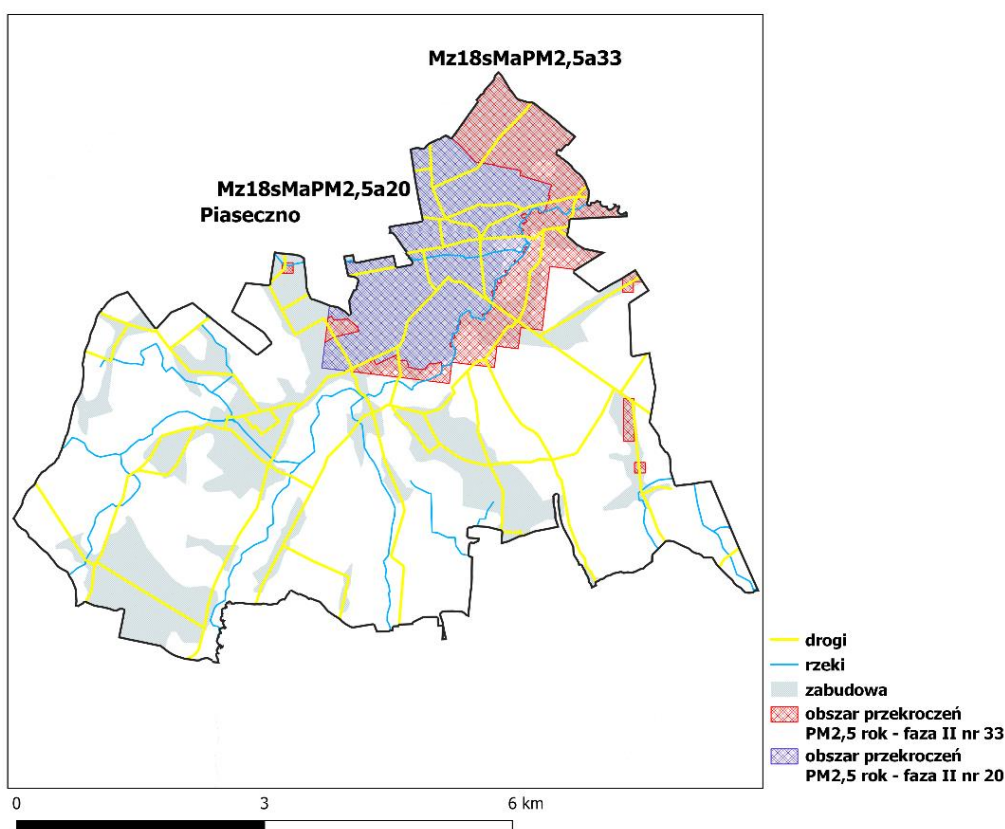 Mz18sMaPM2,5a33
Mz18sMaPM2,5a20
Piaseczno
drogi
rzeki
zabudowa
obszar przekroczeń
PM2,5 rok - faza II nr 33
obszar przekroczeń
PM2,5 rok - faza II nr 20
0 3 6 km